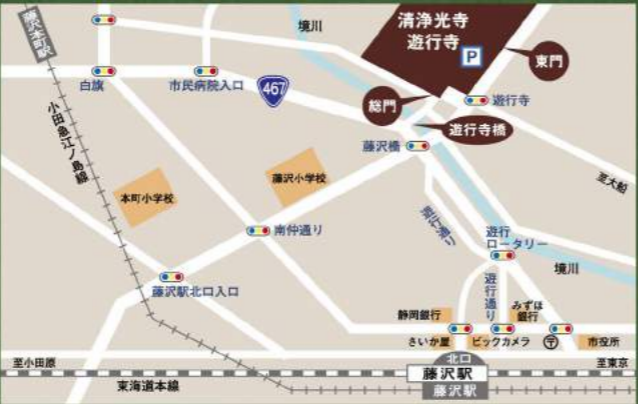 藤沢本町駅
境川
清浄光寺
遊行寺
P
東門
白旗
市民病院入口
467
総門
遊行寺
遊行寺橋
小田急江ノ島線
藤沢橋
至大船
本町小学校
藤沢小学校
遊行通り
南仲通り
遊行
ロータリー
境川
藤沢駅北口入口
遊行通り
みずほ
銀行
静岡銀行
さいか屋
ビックカメラ
〒
市役所
至小田原
北口
至東京
藤沢駅
東海道本線
藤沢駅